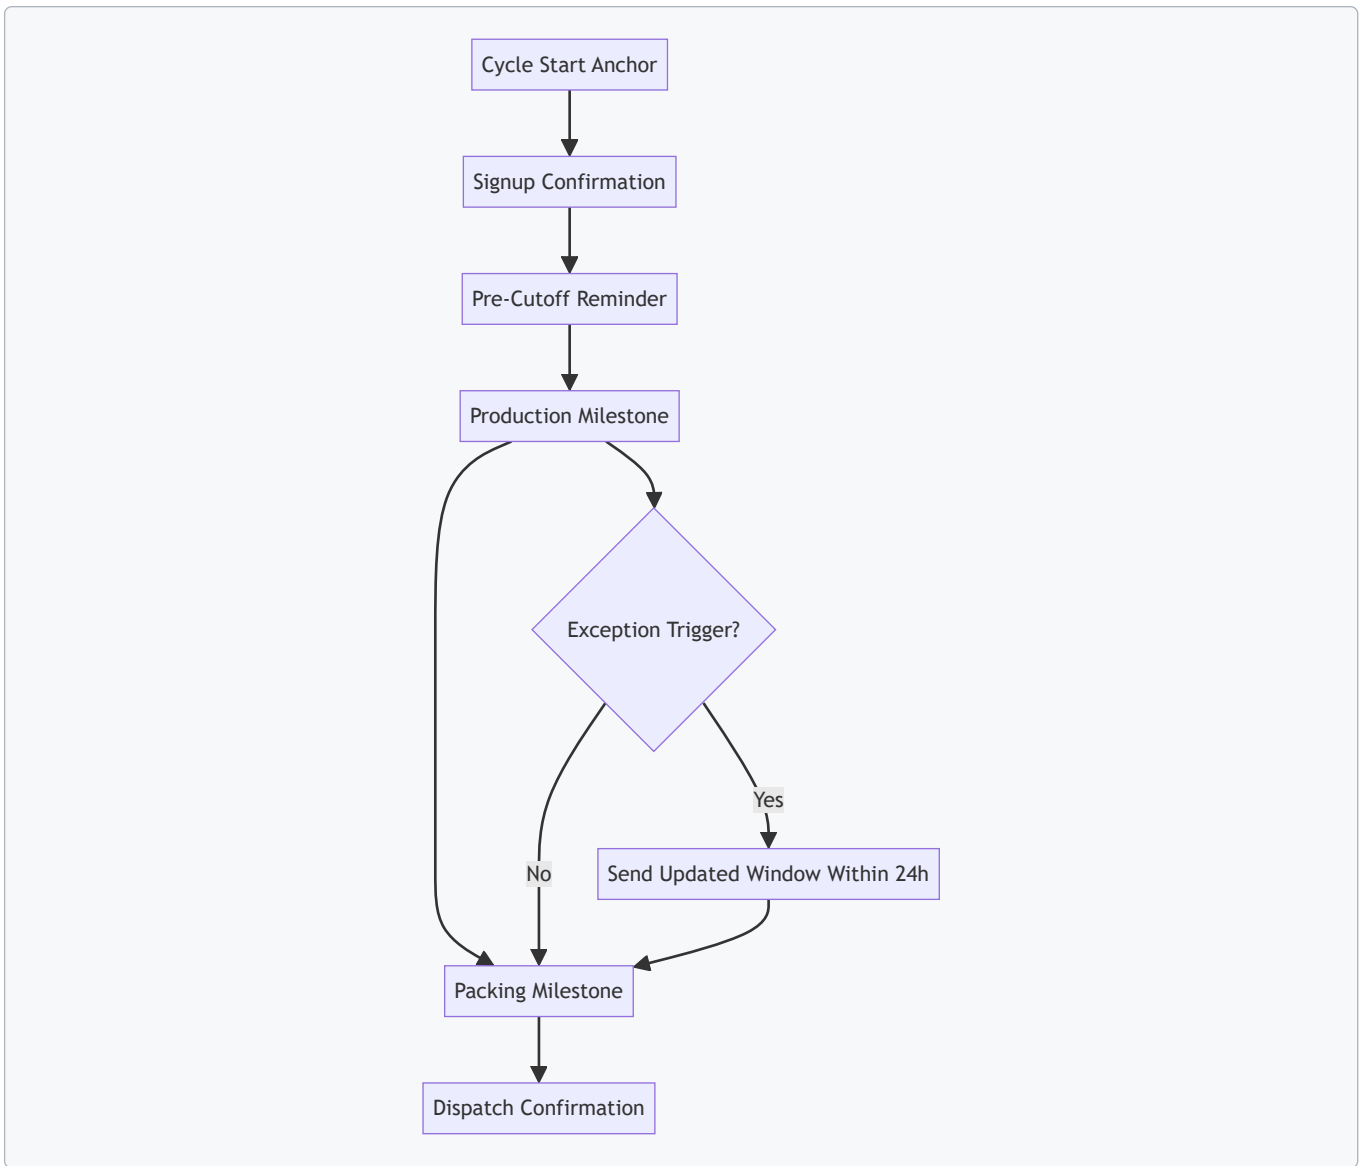 Cycle Start Anchor
Signup Confirmation
Pre-Cutoff Reminder
Production Milestone
Exception Trigger?
Yes
No
Send Updated Window Within 24h
Packing Milestone
Dispatch Confirmation